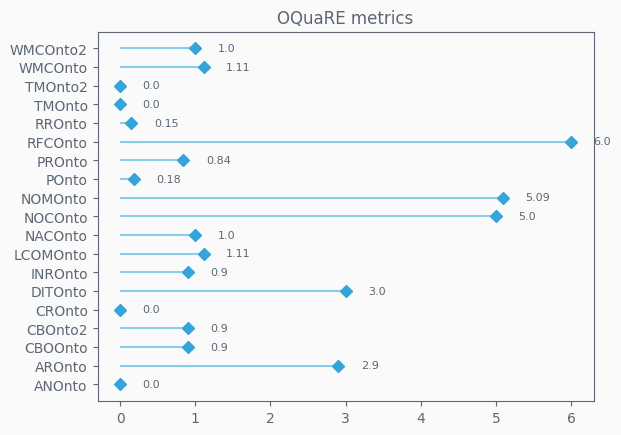 OQuaRE metrics
WMCOnto2 1.0
WMCOnto 1.11
TMOnto2 0.0
TMOnto 0.0
RROnto 0.15
RFCOnto 6.0
PROnto 0.84
POnto 0.18
NOMOnto 5.09
NOCOnto 5.0
NACOnto 1.0
LCOMOnto 1.11
INROnto 0.9
DITOnto 3.0
CROnto 0.0
CBOnto2 0.9
CBOOnto 0.9
AROnto 2.9
ANOnto 0.0
0 1 2 3 4 5 6